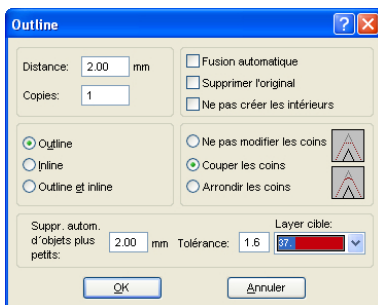 Outline
Distance: 2.00 mm
Copies: 1
Fusion automatique
Supprimer l'original
Ne pas créer les intérieurs
Outline
Inline
Outline et inline
Ne pas modifier les coins
Couper les coins
Arrondir les coins
Suppr. autom.
d´objets plus
petits:
2.00 mm
Tolérance: 1.6
Layer cible:
37.
OK
Annuler